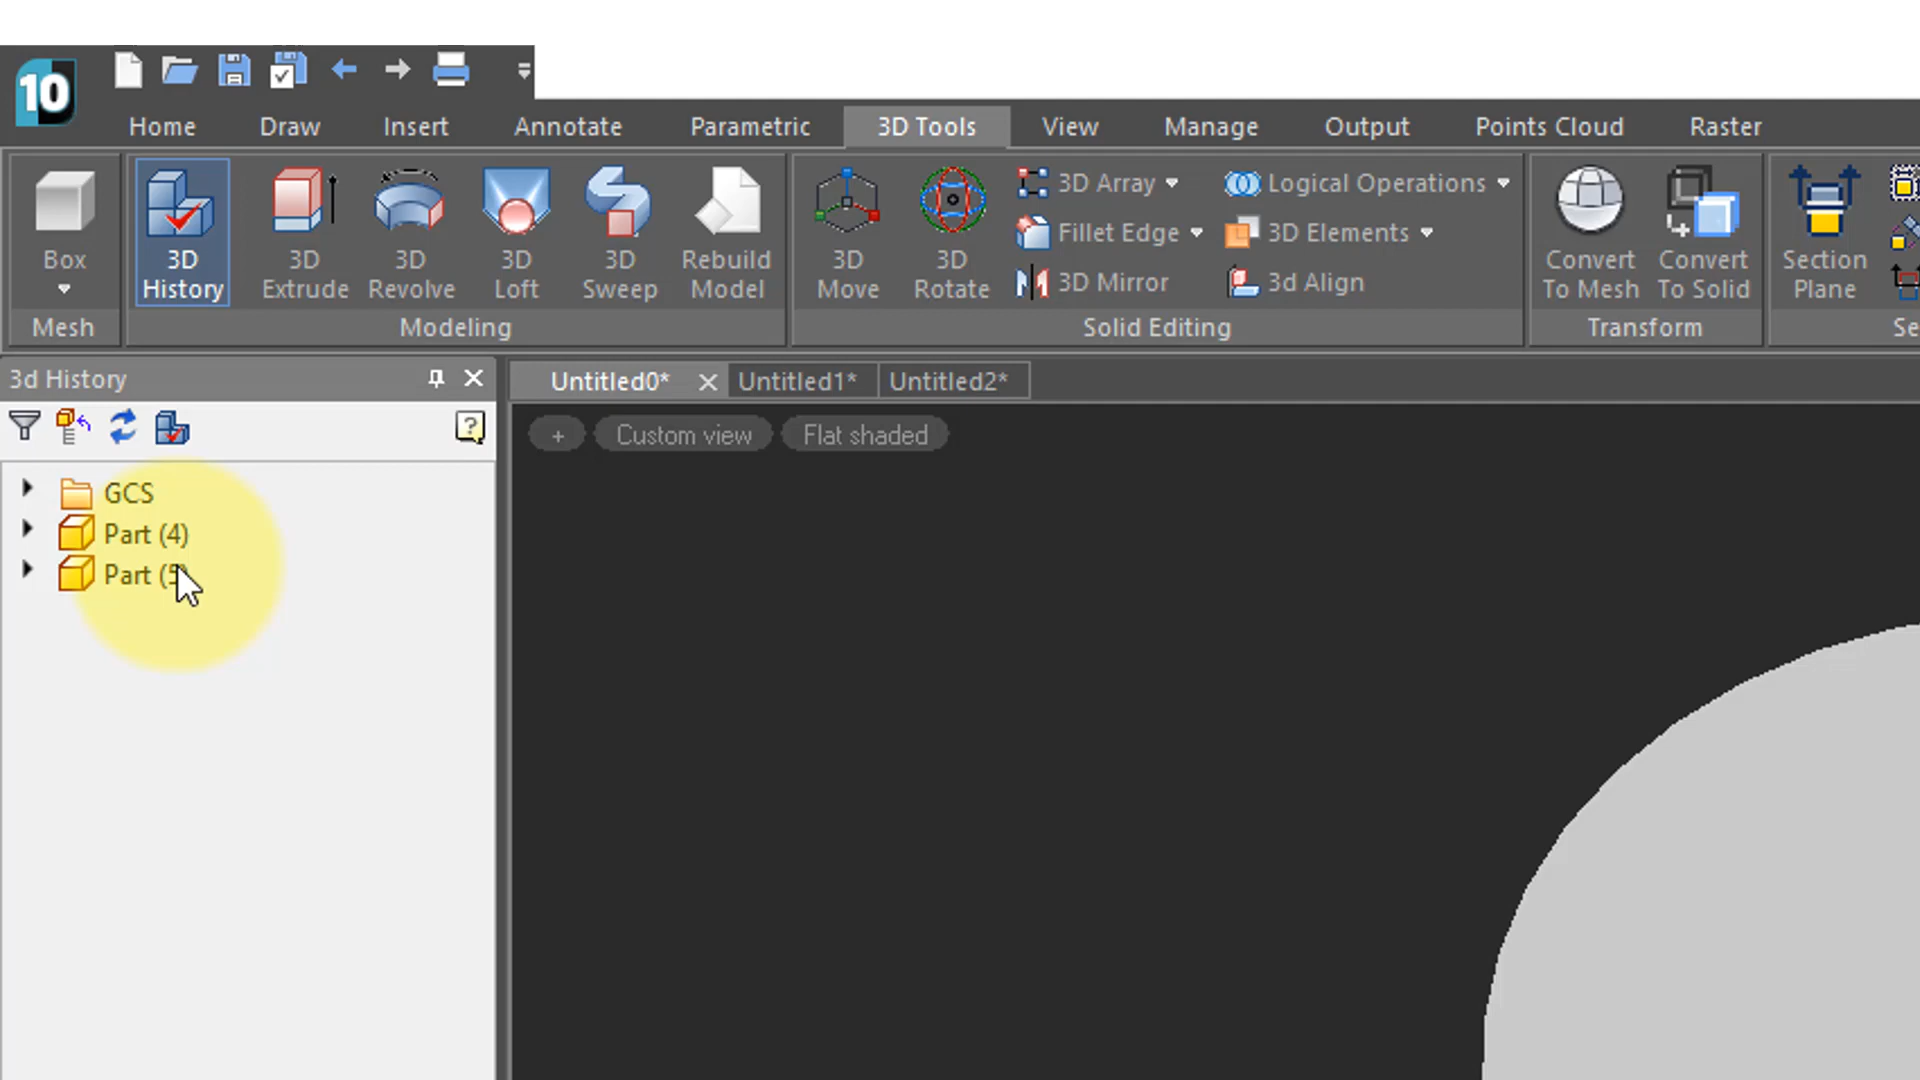 10
Home Draw Insert Annotate Parametric 3D Tools View Manage Output Points Cloud Raster
3D Array Logical Operations
Fillet Edge 3D Elements
3D Mirror 3d Align
Box
3D History
3D Extrude
3D Revolve
3D Loft
3D Sweep
Rebuild Model
3D Move
3D Rotate
Convert To Mesh
Convert To Solid
Section Plane
Mesh Modeling Solid Editing Transform Se
3d History
Untitled0* Untitled1* Untitled2*
?
+ Custom view Flat shaded
GCS
Part (4)
Part (5)